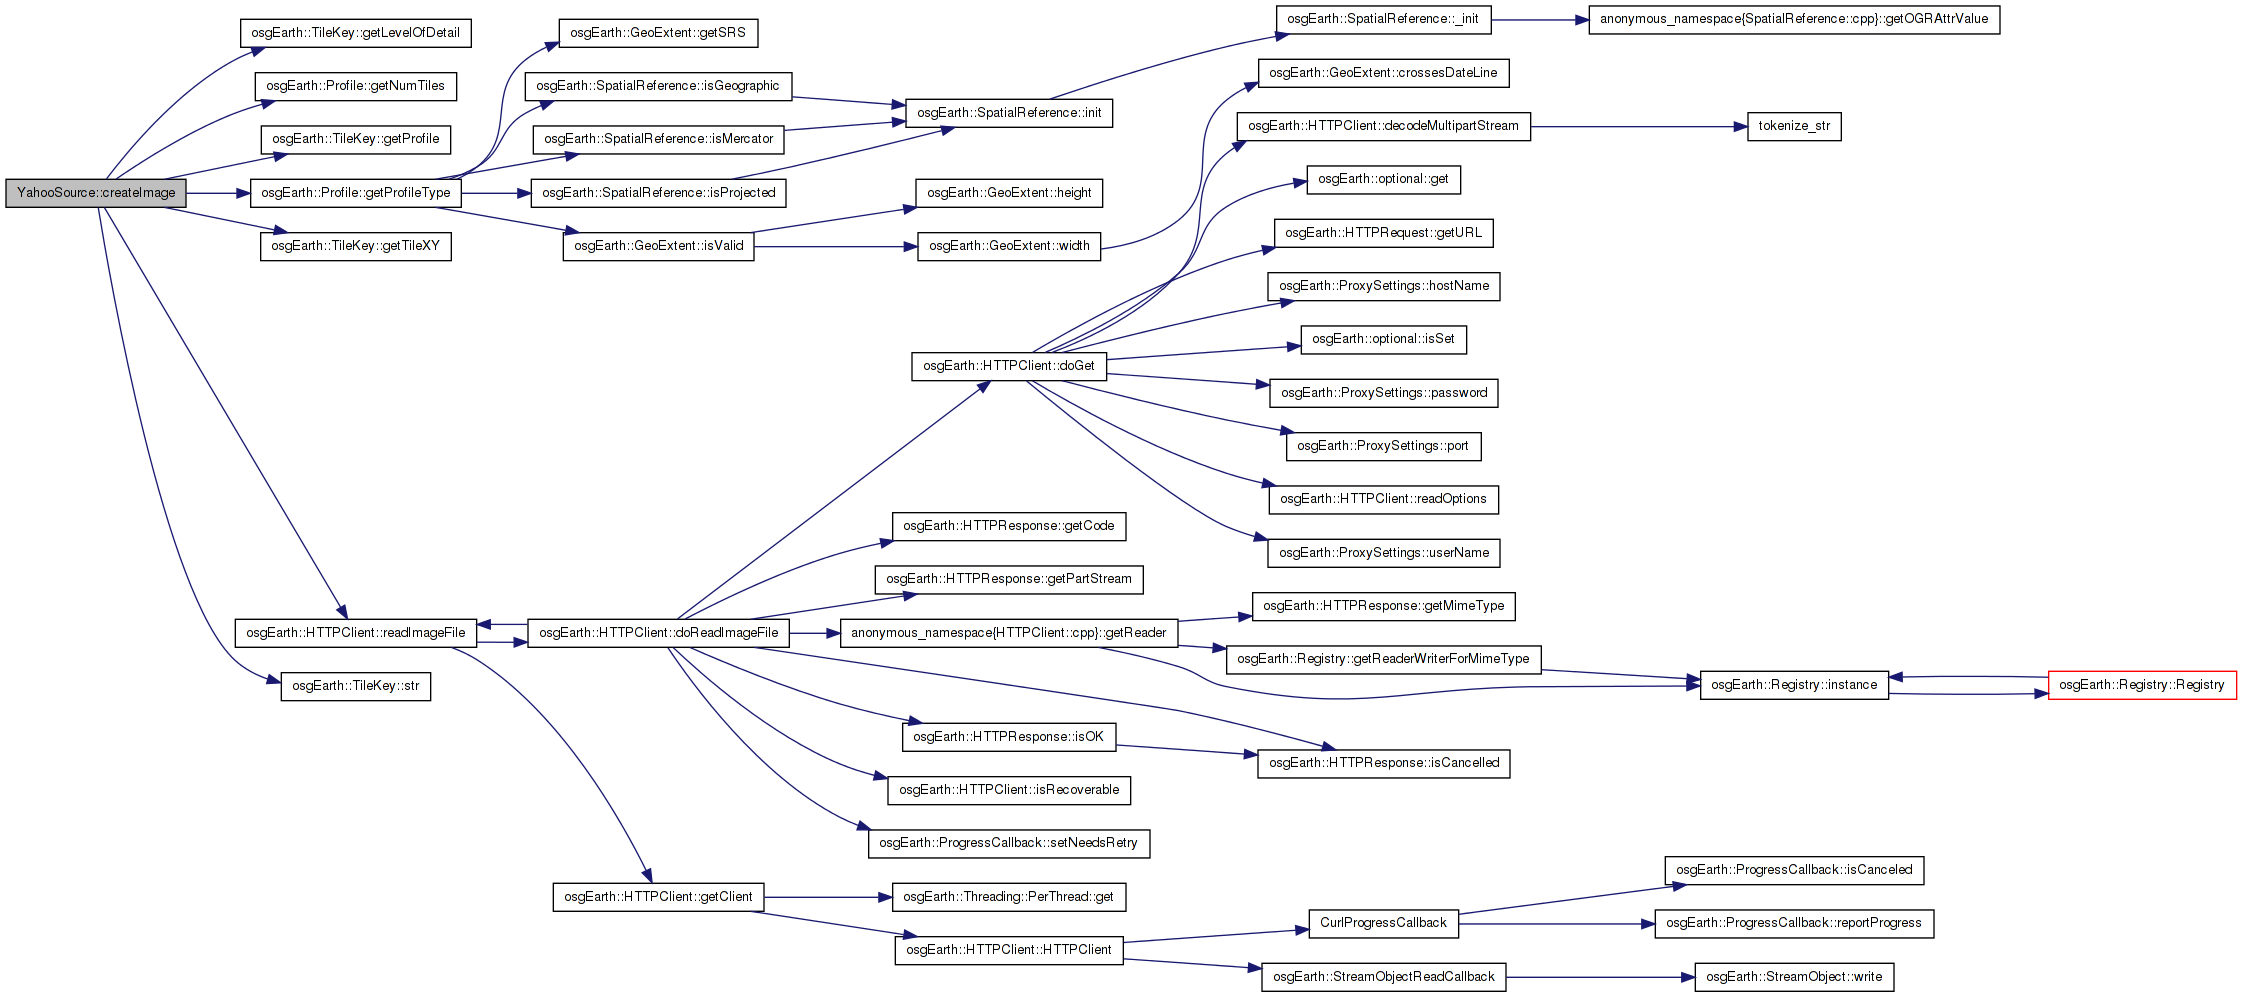 YahooSource::createImage
osgEarth::TileKey::getLevelOfDetail
osgEarth::Profile::getNumTiles
osgEarth::TileKey::getProfile
osgEarth::Profile::getProfileType
osgEarth::TileKey::getTileXY
osgEarth::HTTPClient::readImageFile
osgEarth::TileKey::str
osgEarth::GeoExtent::getSRS
osgEarth::SpatialReference::isGeographic
osgEarth::SpatialReference::isMercator
osgEarth::SpatialReference::isProjected
osgEarth::GeoExtent::isValid
osgEarth::HTTPClient::doReadImageFile
osgEarth::HTTPClient::getClient
osgEarth::SpatialReference::init
osgEarth::GeoExtent::height
osgEarth::GeoExtent::width
osgEarth::HTTPClient::doGet
osgEarth::HTTPResponse::getCode
osgEarth::HTTPResponse::getPartStream
anonymous_namespace{HTTPClient::cpp}::getReader
osgEarth::HTTPResponse::isOK
osgEarth::HTTPClient::isRecoverable
osgEarth::ProgressCallback::setNeedsRetry
osgEarth::Threading::PerThread::get
osgEarth::HTTPClient::HTTPClient
osgEarth::SpatialReference::_init
osgEarth::GeoExtent::crossesDateLine
osgEarth::HTTPClient::decodeMultipartStream
osgEarth::optional::get
osgEarth::HTTPRequest::getURL
osgEarth::ProxySettings::hostName
osgEarth::optional::isSet
osgEarth::ProxySettings::password
osgEarth::ProxySettings::port
osgEarth::HTTPClient::readOptions
osgEarth::ProxySettings::userName
osgEarth::HTTPResponse::getMimeType
osgEarth::Registry::getReaderWriterForMimeType
osgEarth::HTTPResponse::isCancelled
CurlProgressCallback
osgEarth::StreamObjectReadCallback
anonymous_namespace{SpatialReference::cpp}::getOGRAttrValue
tokenize_str
osgEarth::Registry::instance
osgEarth::ProgressCallback::isCanceled
osgEarth::ProgressCallback::reportProgress
osgEarth::StreamObject::write
osgEarth::Registry::Registry